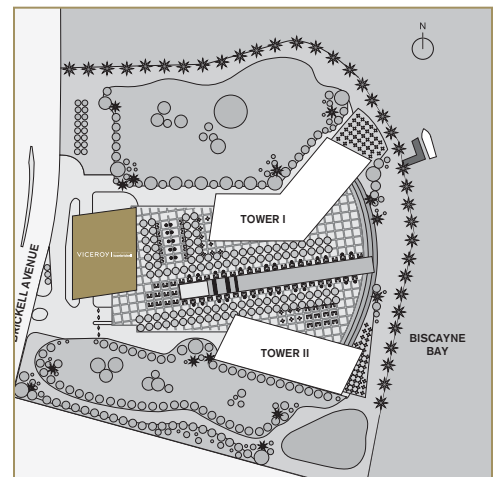 N
TOWER I
VICEROY
BRICKELL AVENUE
TOWER II
BISCAYNE
BAY